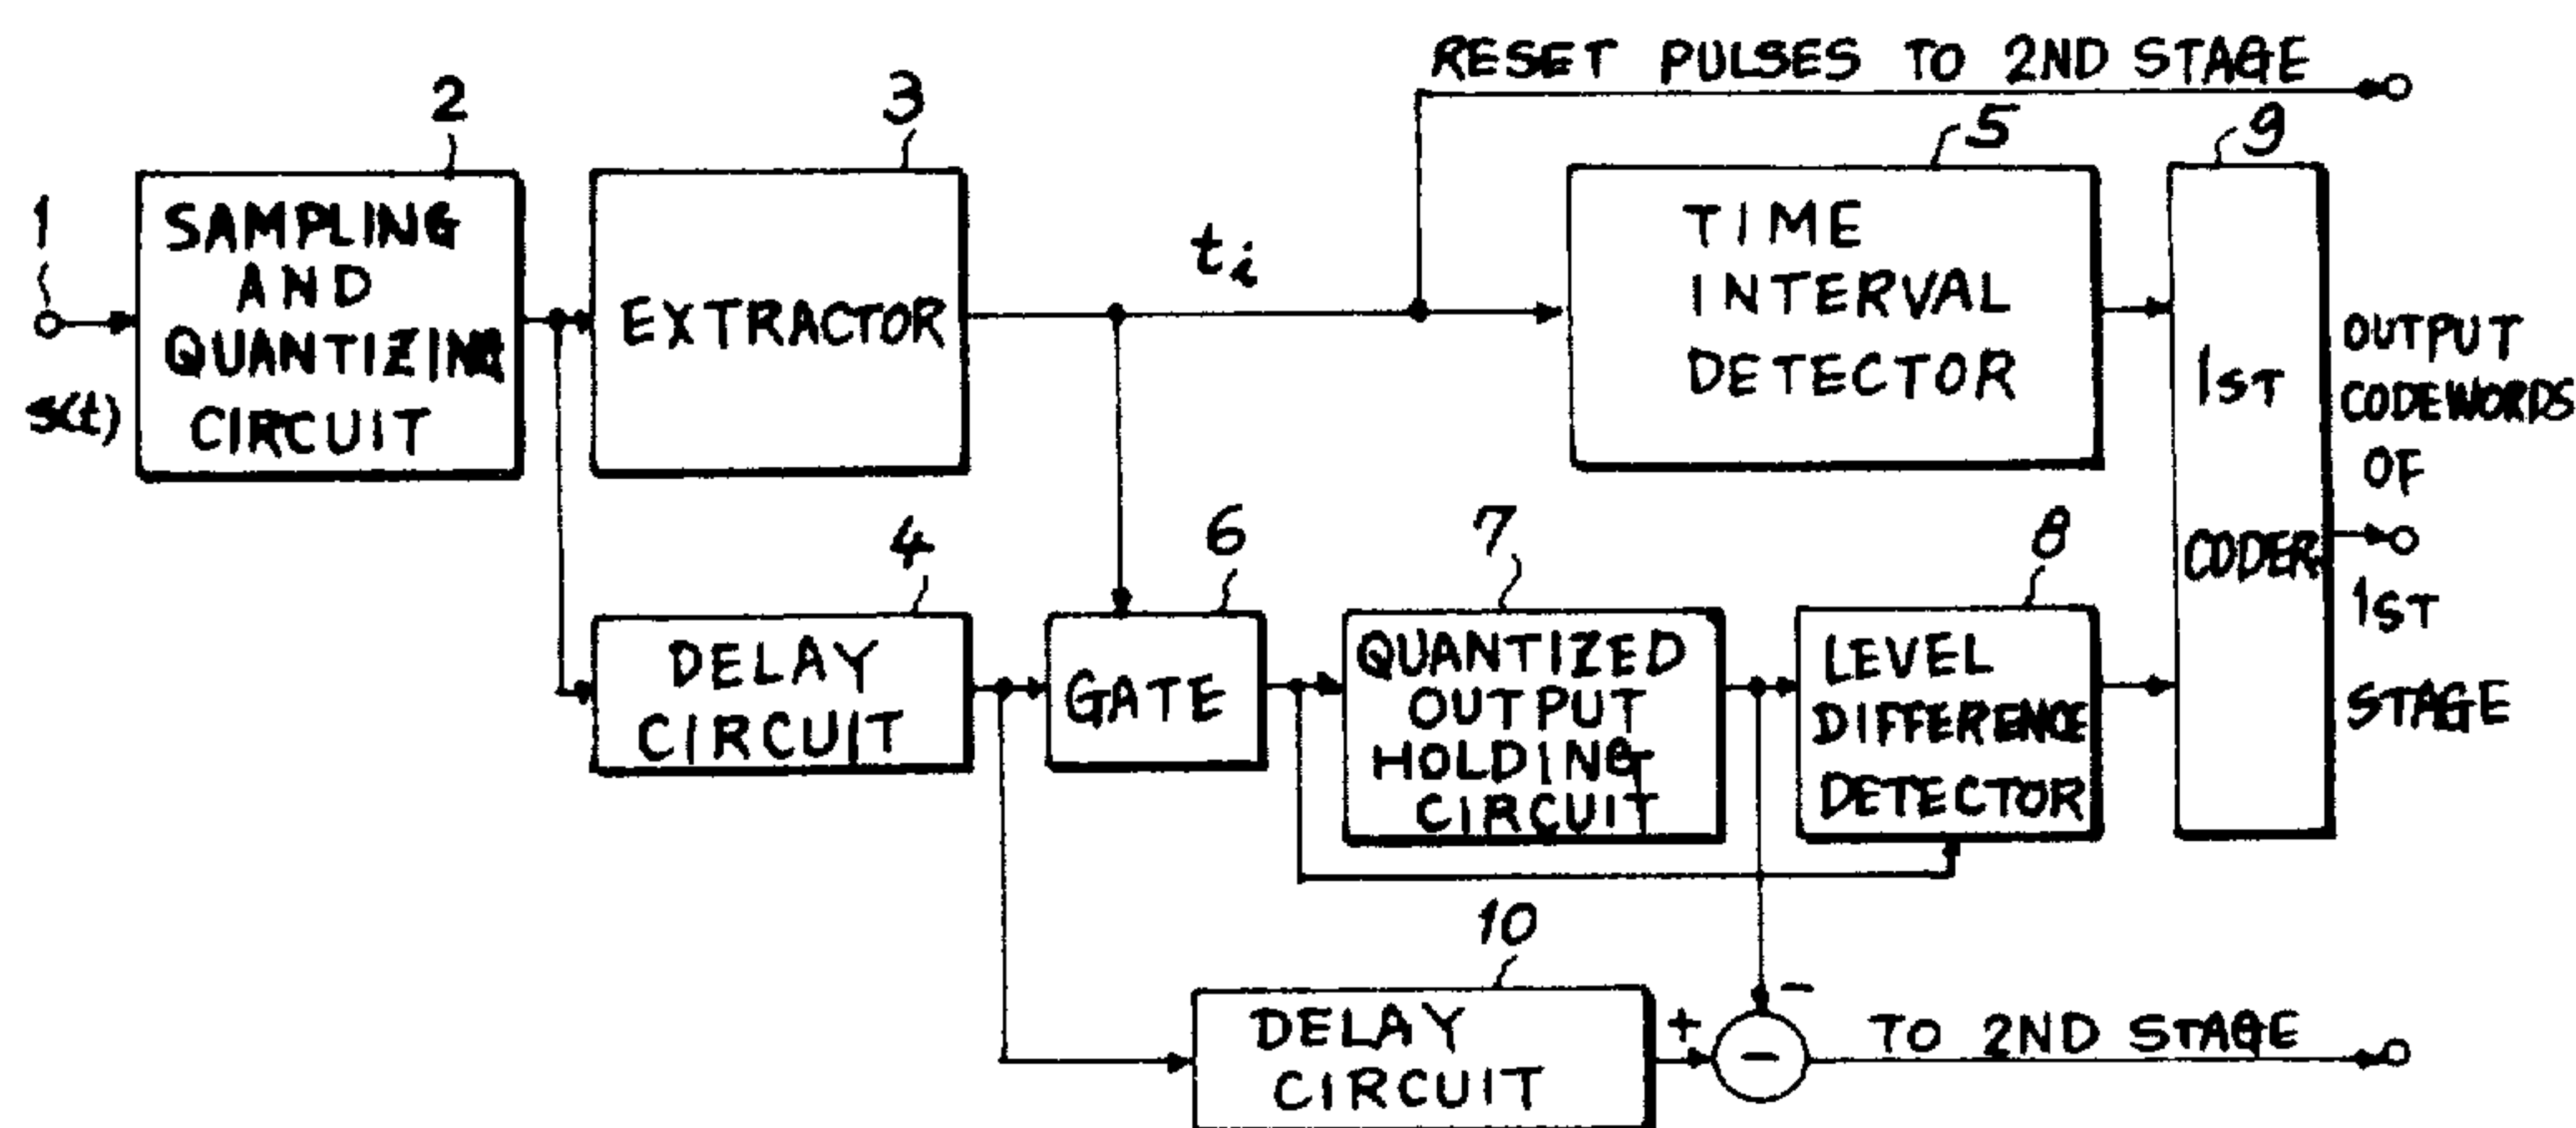 RESET PULSES TO 2ND STAGE
2
3
5
9
1
SAMPLING
AND
QUANTIZING
CIRCUIT
s(t)
EXTRACTOR
ti
TIME
INTERVAL
DETECTOR
1ST
CODER
OUTPUT
CODEWORDS
OF
1ST
STAGE
4
6
7
8
DELAY
CIRCUIT
GATE
QUANTIZED
OUTPUT
HOLDING
CIRCUIT
LEVEL
DIFFERENCE
DETECTOR
10
DELAY
CIRCUIT
+
-
-
TO 2ND STAGE